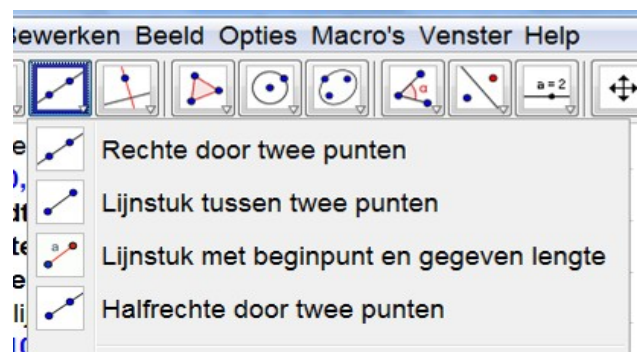 Bewerken Beeld Opties Macro's Venster Help
α
a = 2
Rechte door twee punten
Lijnstuk tussen twee punten
a
Lijnstuk met beginpunt en gegeven lengte
Halfrechte door twee punten